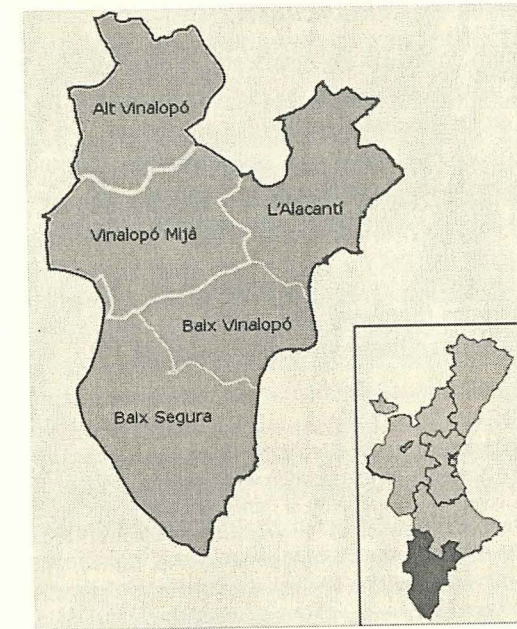 Alt Vinalopó
L'Alacantí
Vinalopó Mijà
Baix Vinalopó
Baix Segura